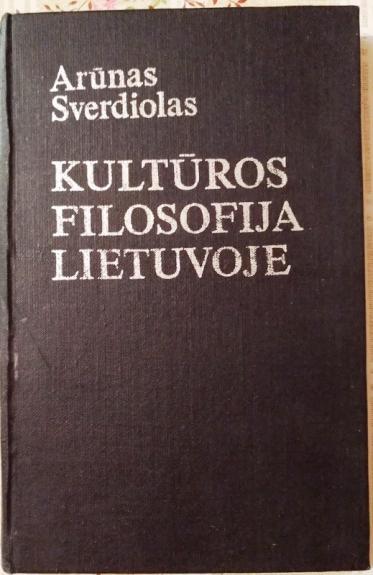 Arūnas
Sverdiolas
KULTŪROS
FILOSOFIJA
LIETUVOJE